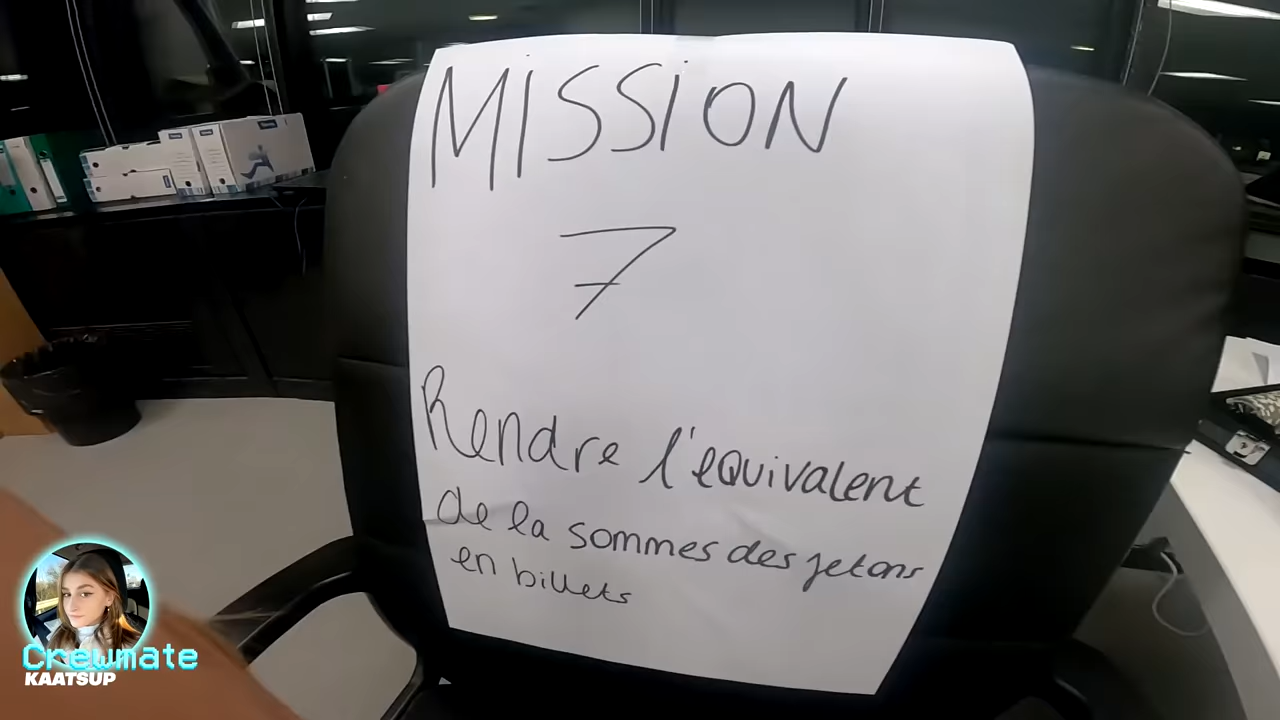 MiSSiON
7
Rendre l'equivalent
de la sommes des jetons
en billets
Crewmate
KAATSUP